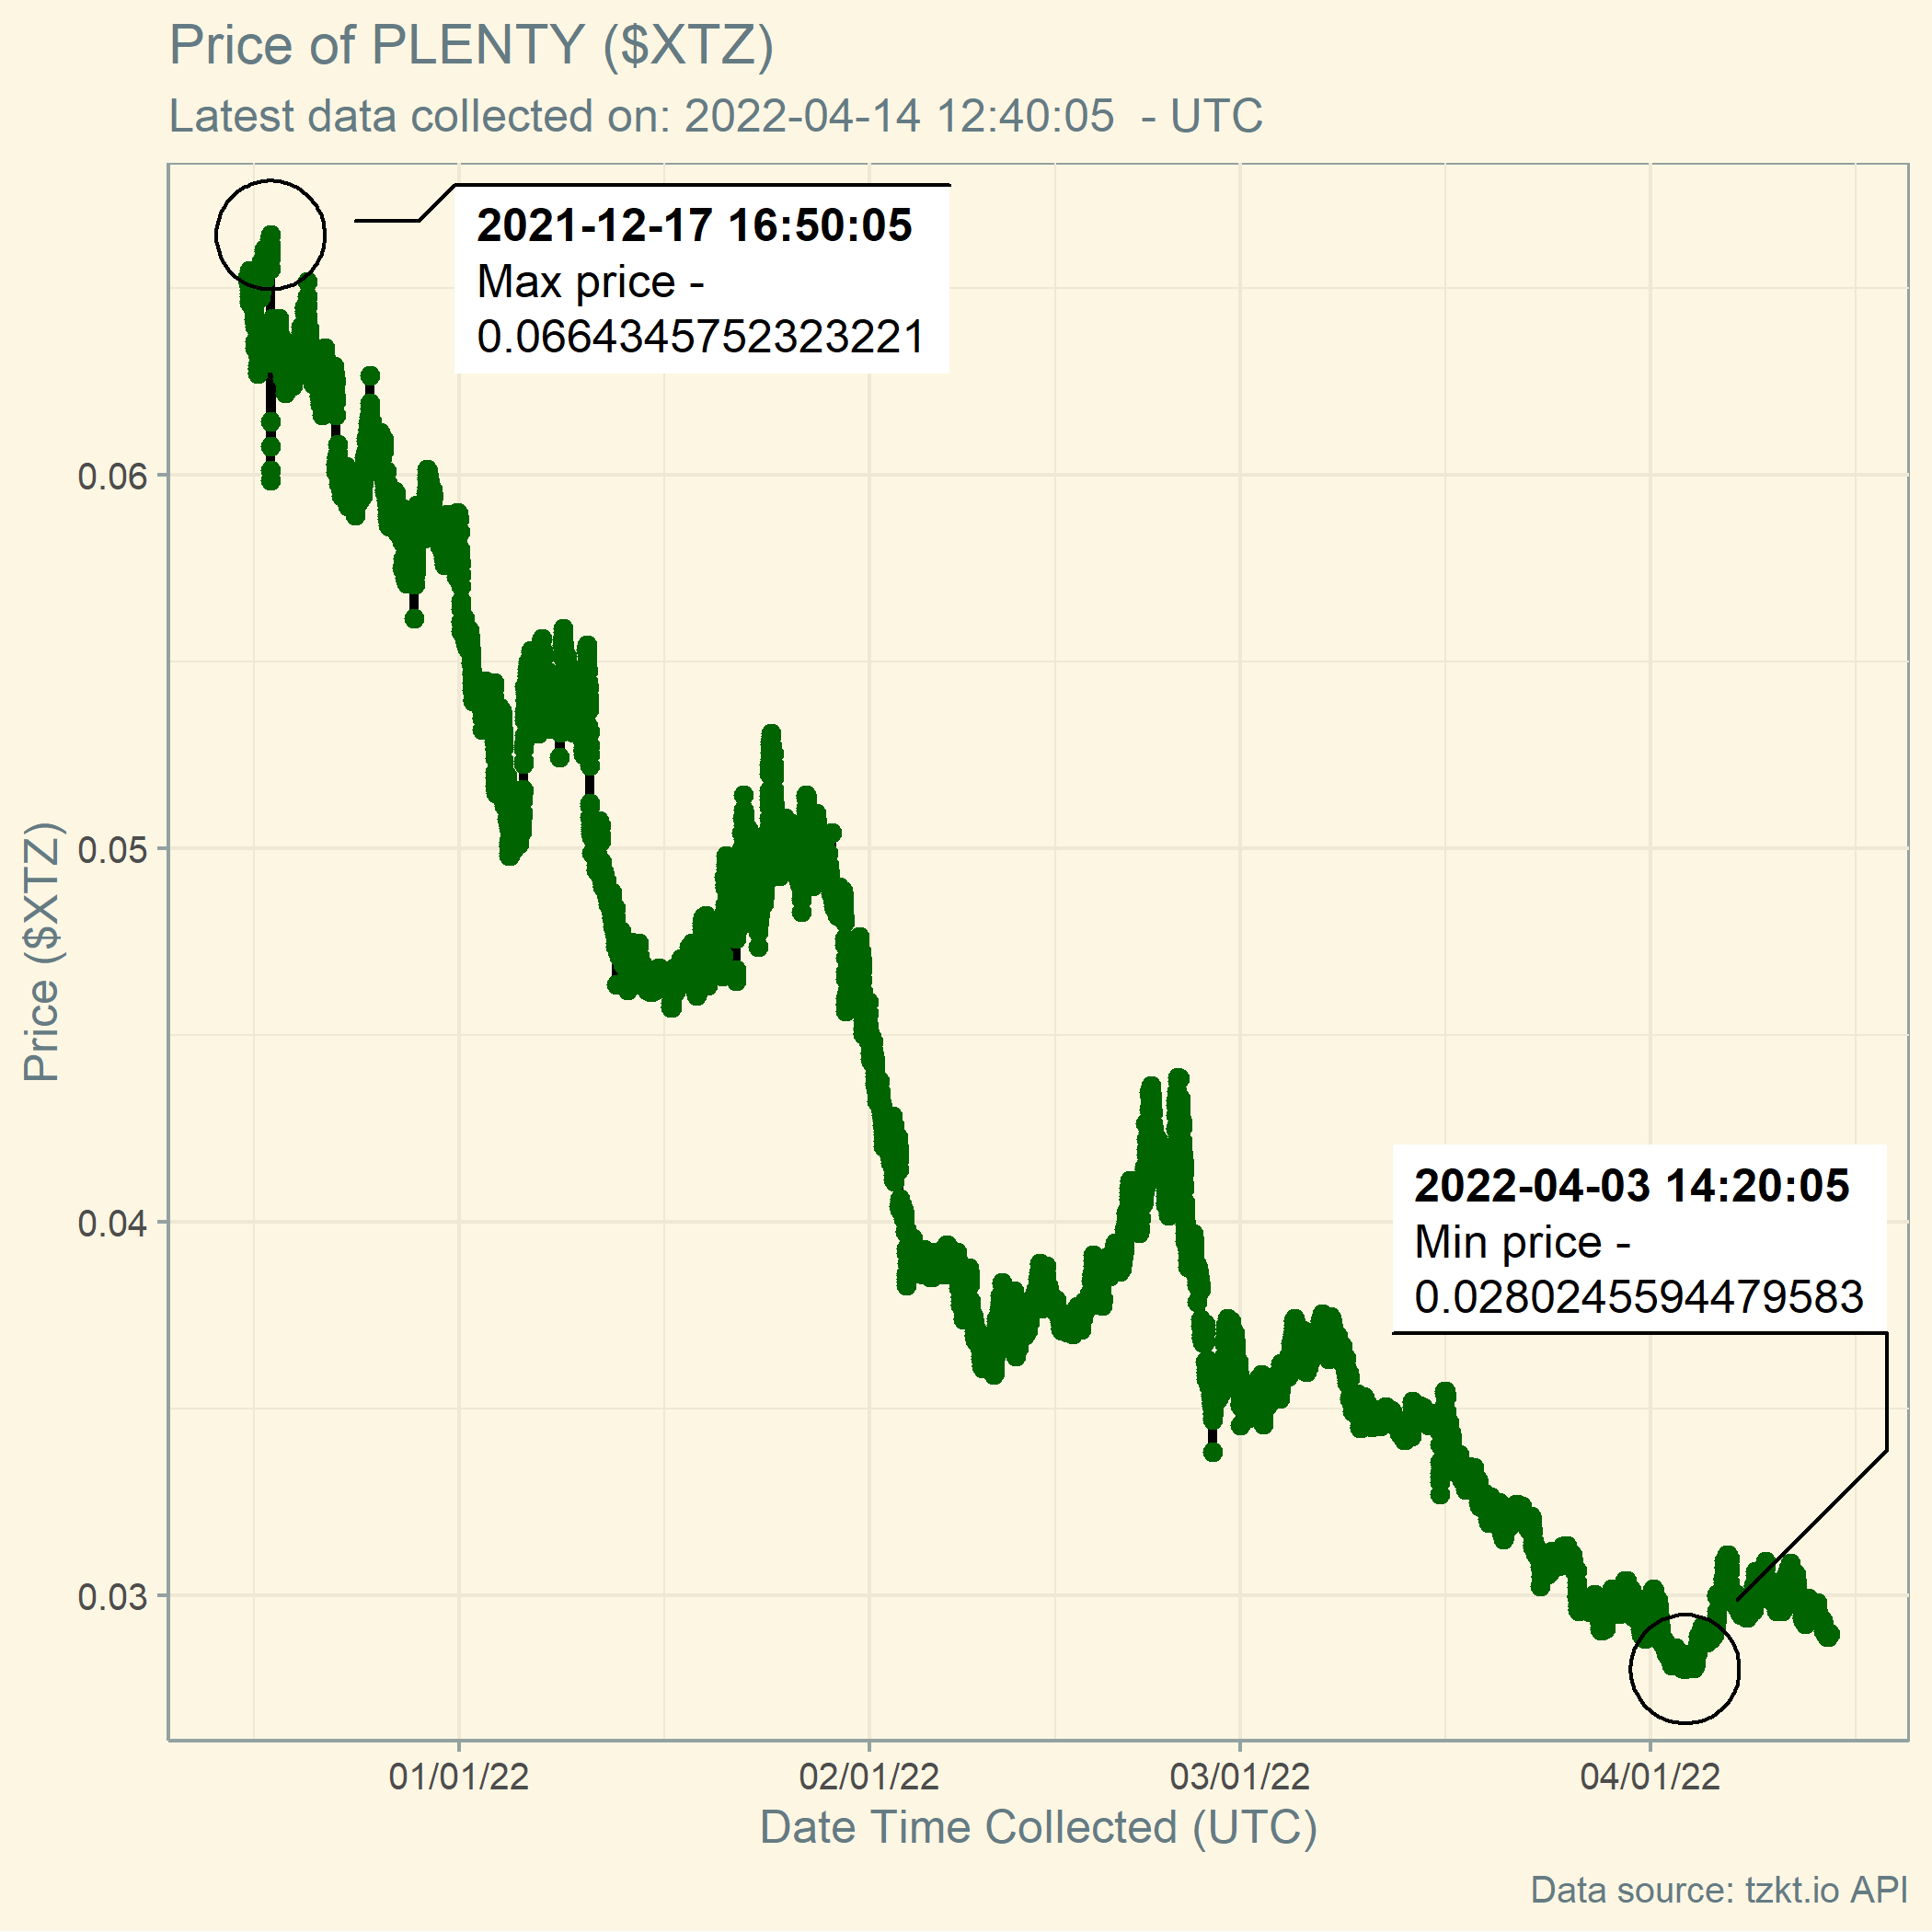 Price of PLENTY ($XTZ)
Latest data collected on: 2022-04-14 12:40:05  - UTC
2021-12-17 16:50:05
Max price -
0.0664345752323221
0.06
0.05
0.04
0.03
Price ($XTZ)
2022-04-03 14:20:05
Min price -
0.0280245594479583
01/01/22
02/01/22
03/01/22
04/01/22
Date Time Collected (UTC)
Data source: tzkt.io API